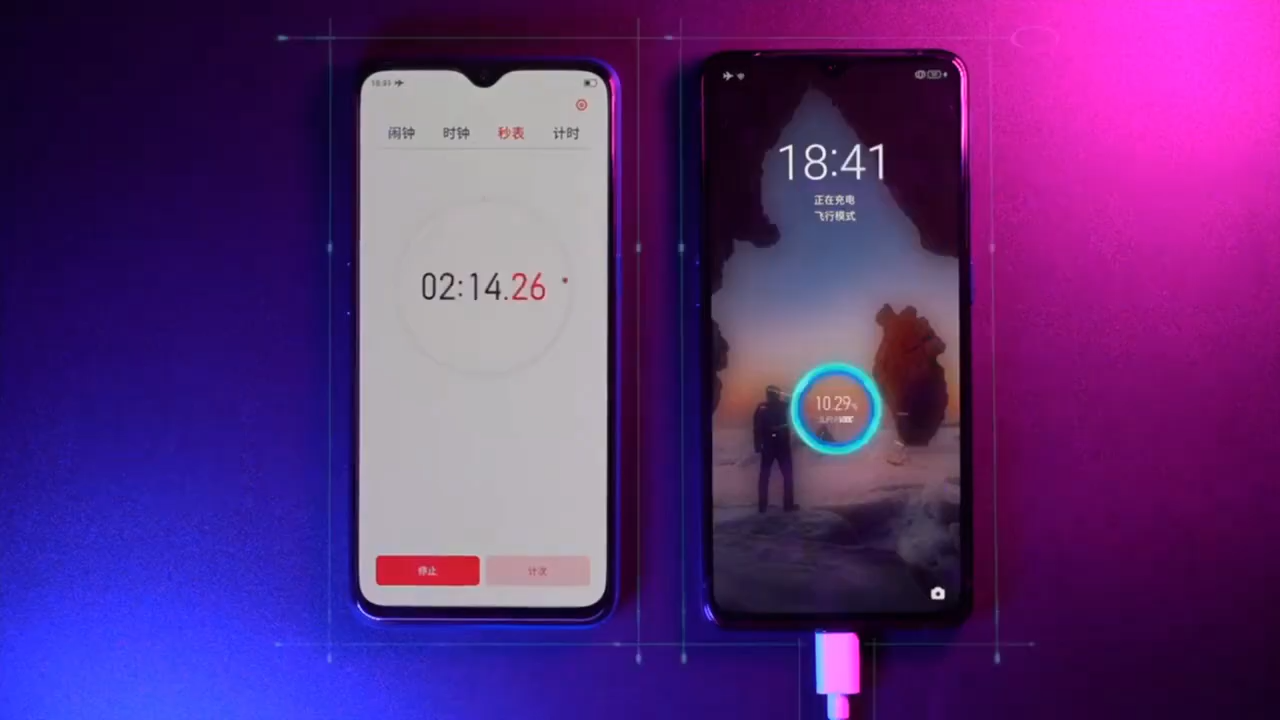 闹钟 时钟 秒表 计时
02:14.26
停止 计次
18:41
正在充电
飞行模式
10.29%